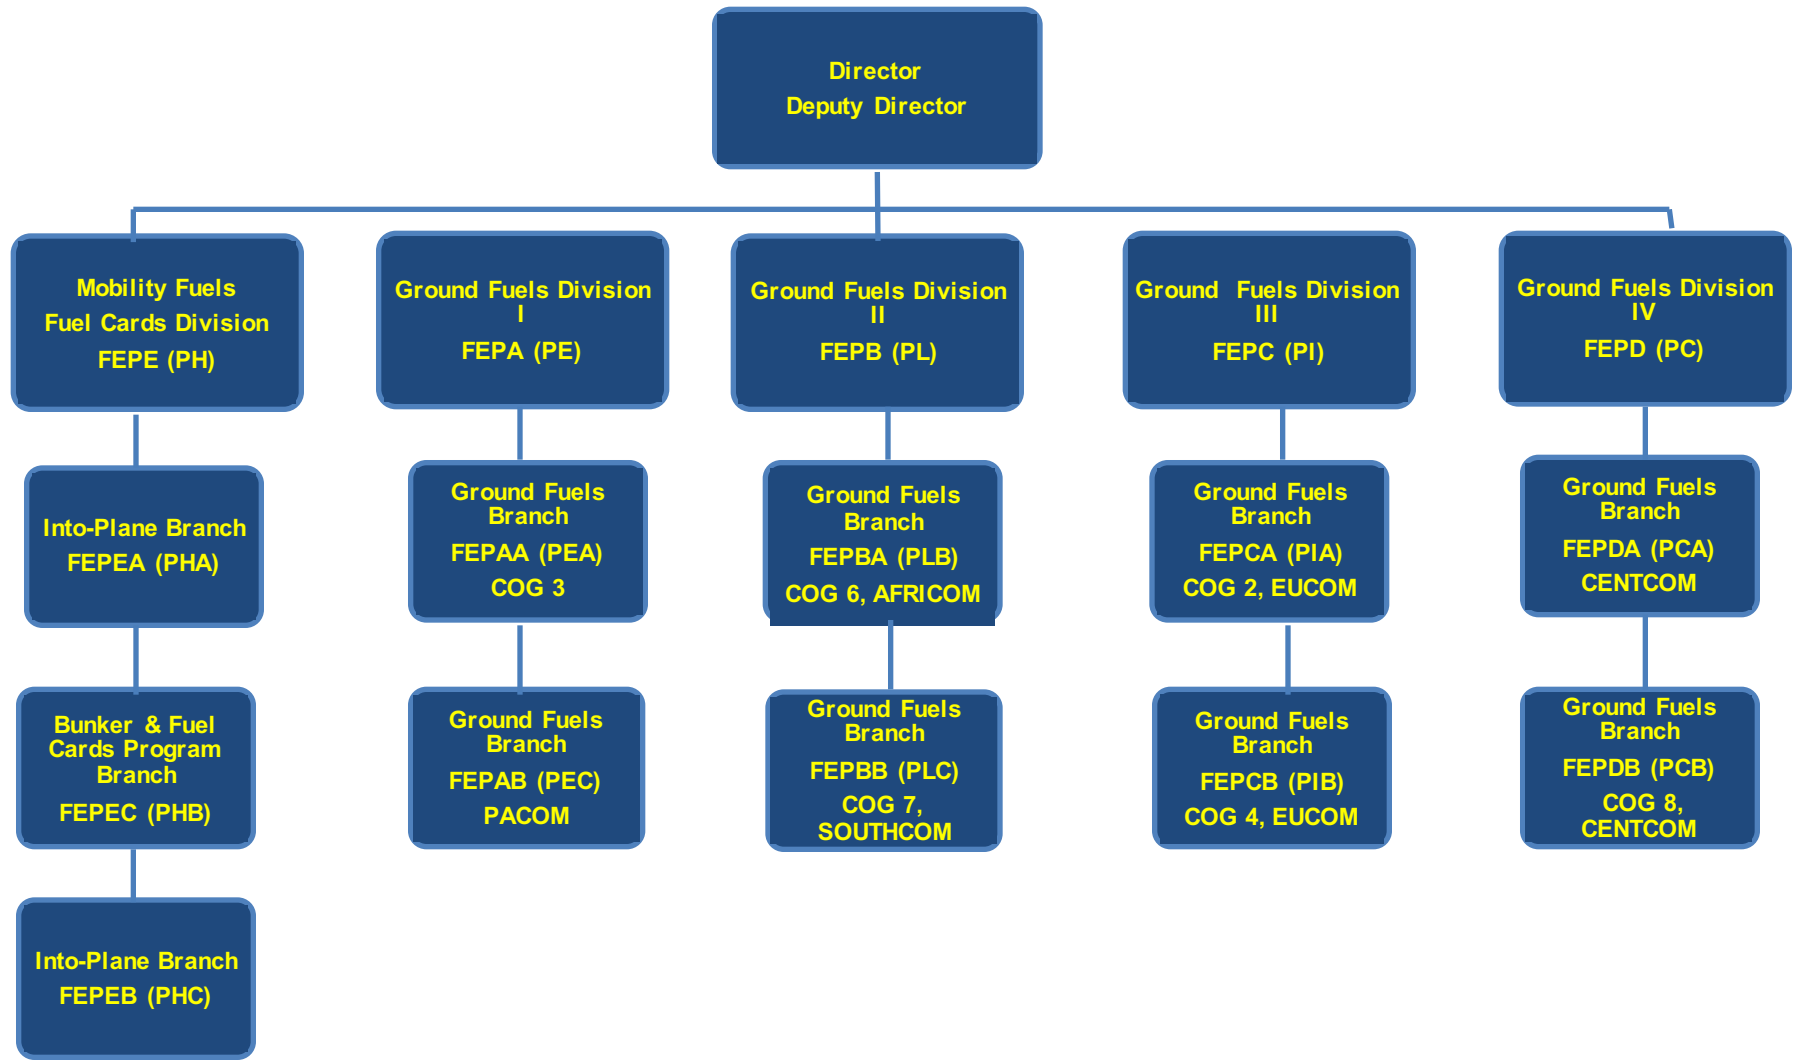 Director
Deputy Director
Mobility Fuels
Fuel Cards Division
FEPE (PH)
Ground Fuels Division
I
FEPA (PE)
Ground Fuels Division
II
FEPB (PL)
Ground Fuels Division
III
FEPC (PI)
Ground Fuels Division
IV
FEPD (PC)
Into-Plane Branch
FEPEA (PHA)
Ground Fuels
Branch
FEPAA (PEA)
COG 3
Ground Fuels
Branch
FEPBA (PLB)
COG 6, AFRICOM
Ground Fuels
Branch
FEPCA (PIA)
COG 2, EUCOM
Ground Fuels
Branch
FEPDA (PCA)
CENTCOM
Bunker & Fuel
Cards Program
Branch
FEPEC (PHB)
Ground Fuels
Branch
FEPAB (PEC)
PACOM
Ground Fuels
Branch
FEPBB (PLC)
COG 7,
SOUTHCOM
Ground Fuels
Branch
FEPCB (PIB)
COG 4, EUCOM
Ground Fuels
Branch
FEPDB (PCB)
COG 8,
CENTCOM
Into-Plane Branch
FEPEB (PHC)